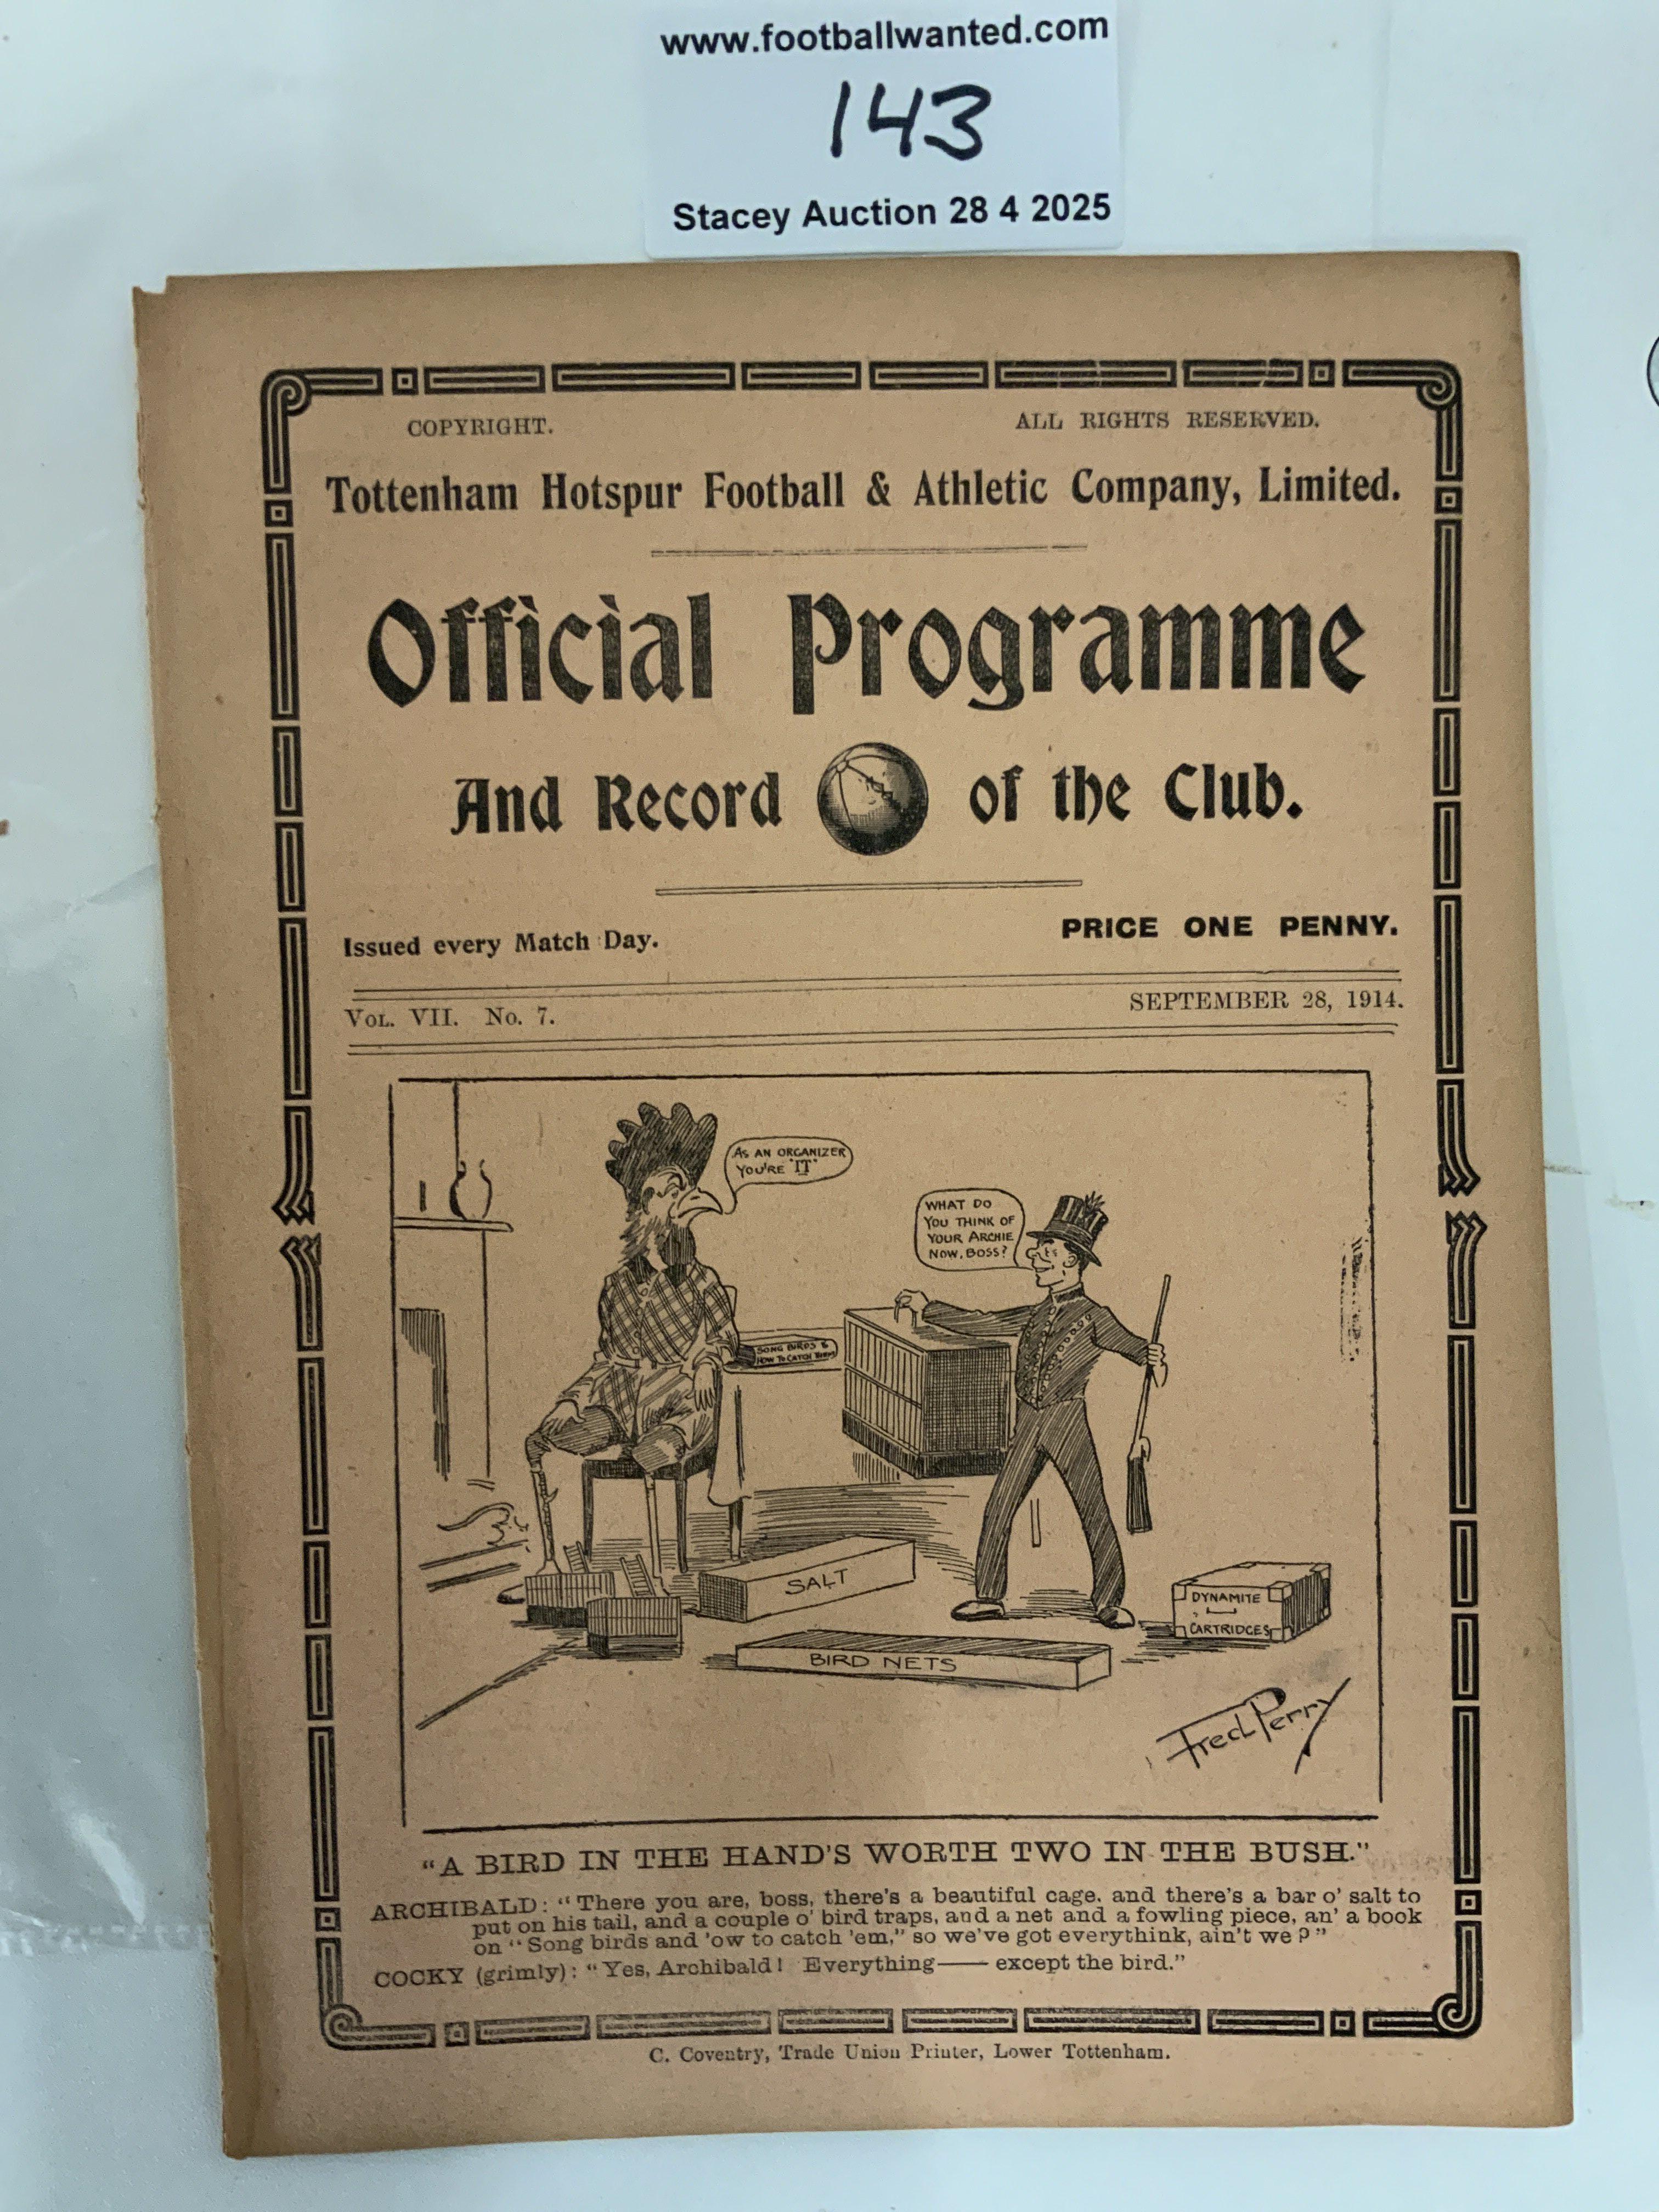 www.footballwanted.com
143
Stacey Auction 28 4 2025
COPYRIGHT.
ALL RIGHTS RESERVED.
Tottenham Hotspur Football & Athletic Company, Limited.
Official Programme
And Record of the Club.
Issued every Match Day.
PRICE ONE PENNY.
VOL. VII. No. 7.
SEPTEMBER 28, 1914.
AS AN ORGANIZER
YOU'RE "IT"
WHAT DO
YOU THINK OF
YOUR ARCHIE
NOW, BOSS?
SONG BIRDS &
HOW TO CATCH THEM
SALT
DYNAMITE
CARTRIDGES
BIRD NETS
Fred Perry
"A BIRD IN THE HAND'S WORTH TWO IN THE BUSH."
ARCHIBALD: "There you are, boss, there's a beautiful cage, and there's a bar o' salt to
put on his tail, and a couple o' bird traps, and a net and a fowling piece, an' a book
on "Song birds and 'ow to catch 'em," so we've got everythink, ain't we?"
COCKY (grimly): "Yes, Archibald! Everything—— except the bird."
C. Coventry, Trade Union Printer, Lower Tottenham.